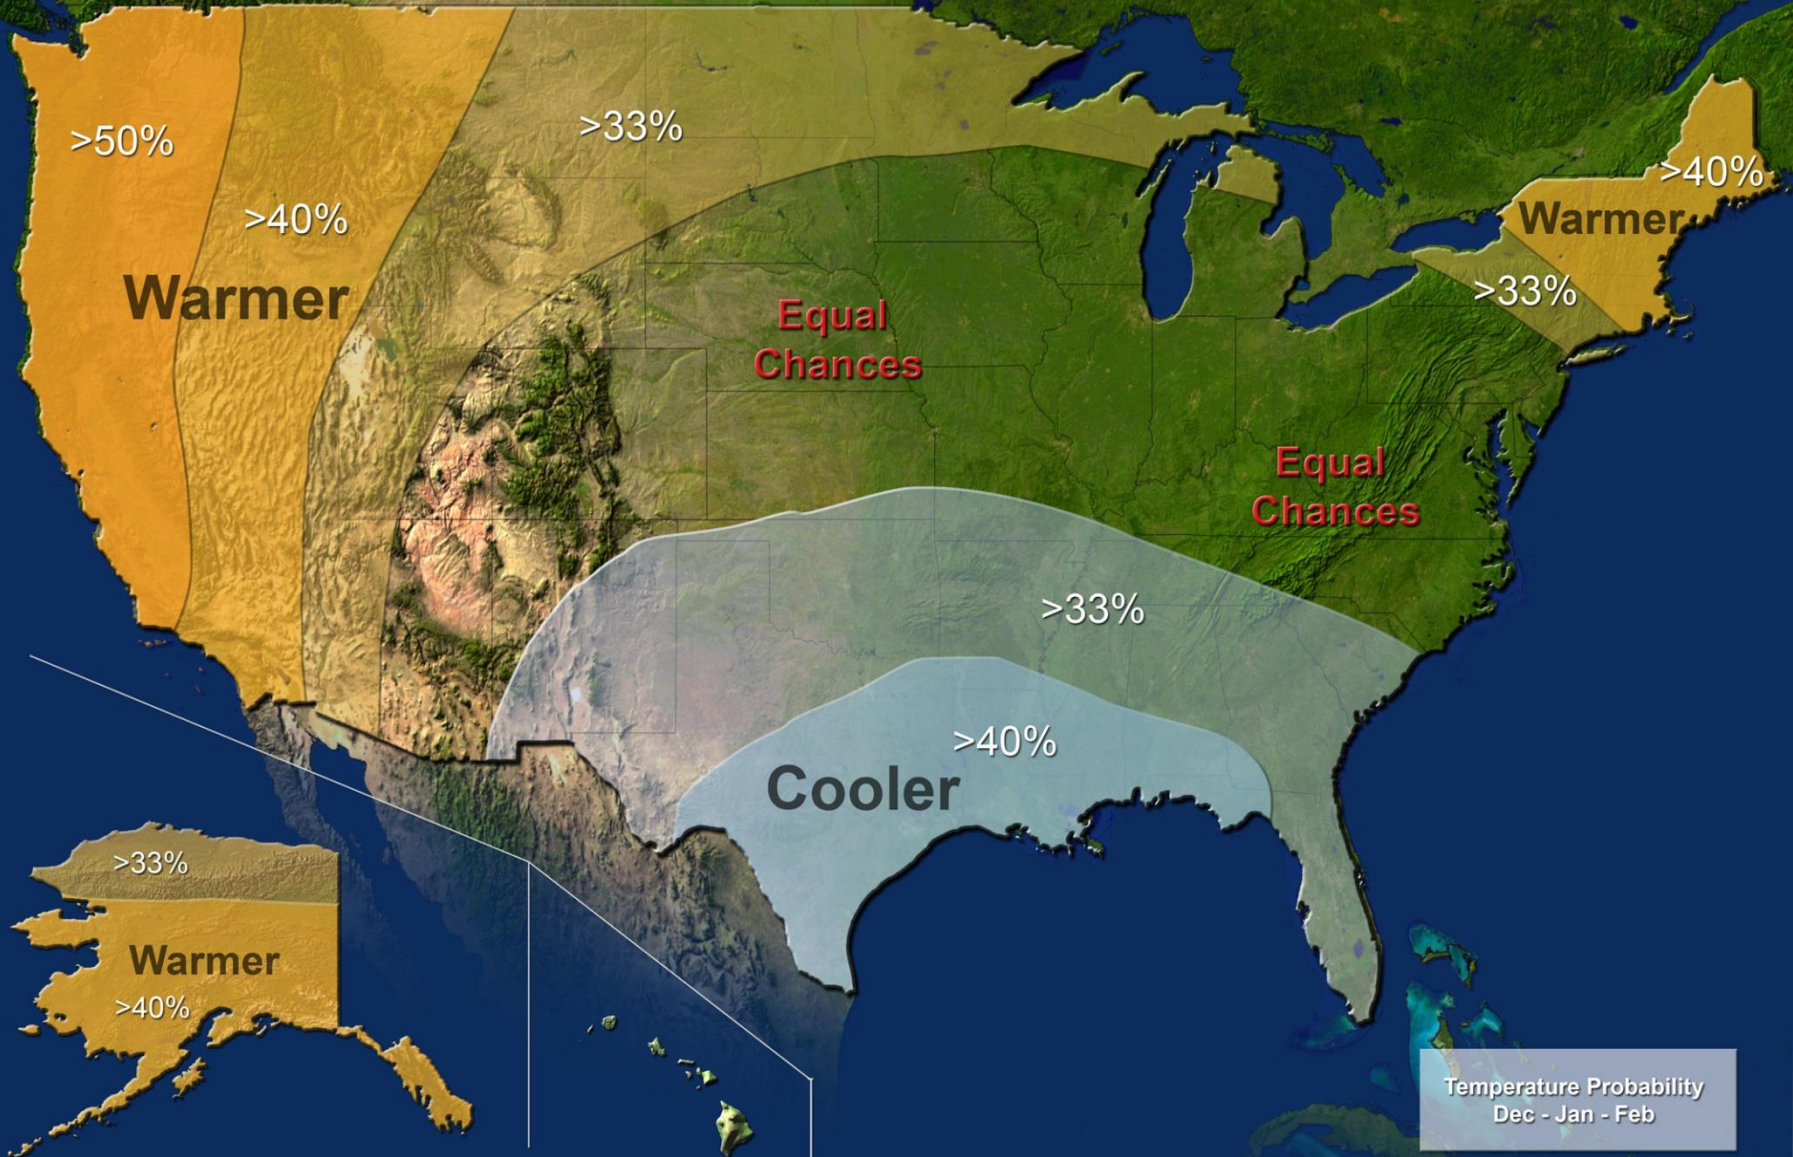 >50%
>33%
>40%
>40%
Warmer
Warmer
>33%
Equal
Chances
Equal
Chances
>33%
>40%
Cooler
>33%
Warmer
>40%
Temperature Probability
Dec - Jan - Feb